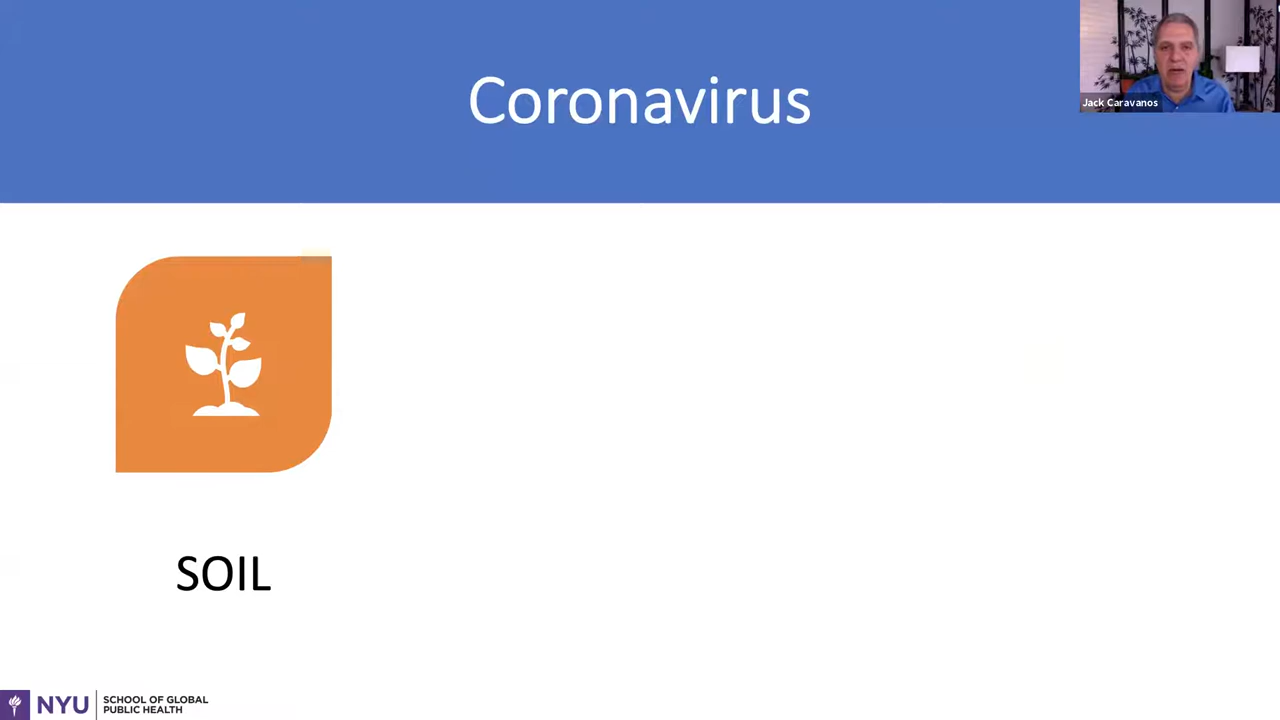 Coronavirus
Jack Caravanos
SOIL
NYU
SCHOOL OF GLOBAL
PUBLIC HEALTH